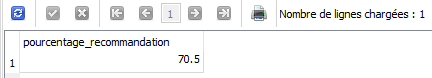 1
Nombre de lignes chargées : 1
pourcentage_recommandation
1 70.5